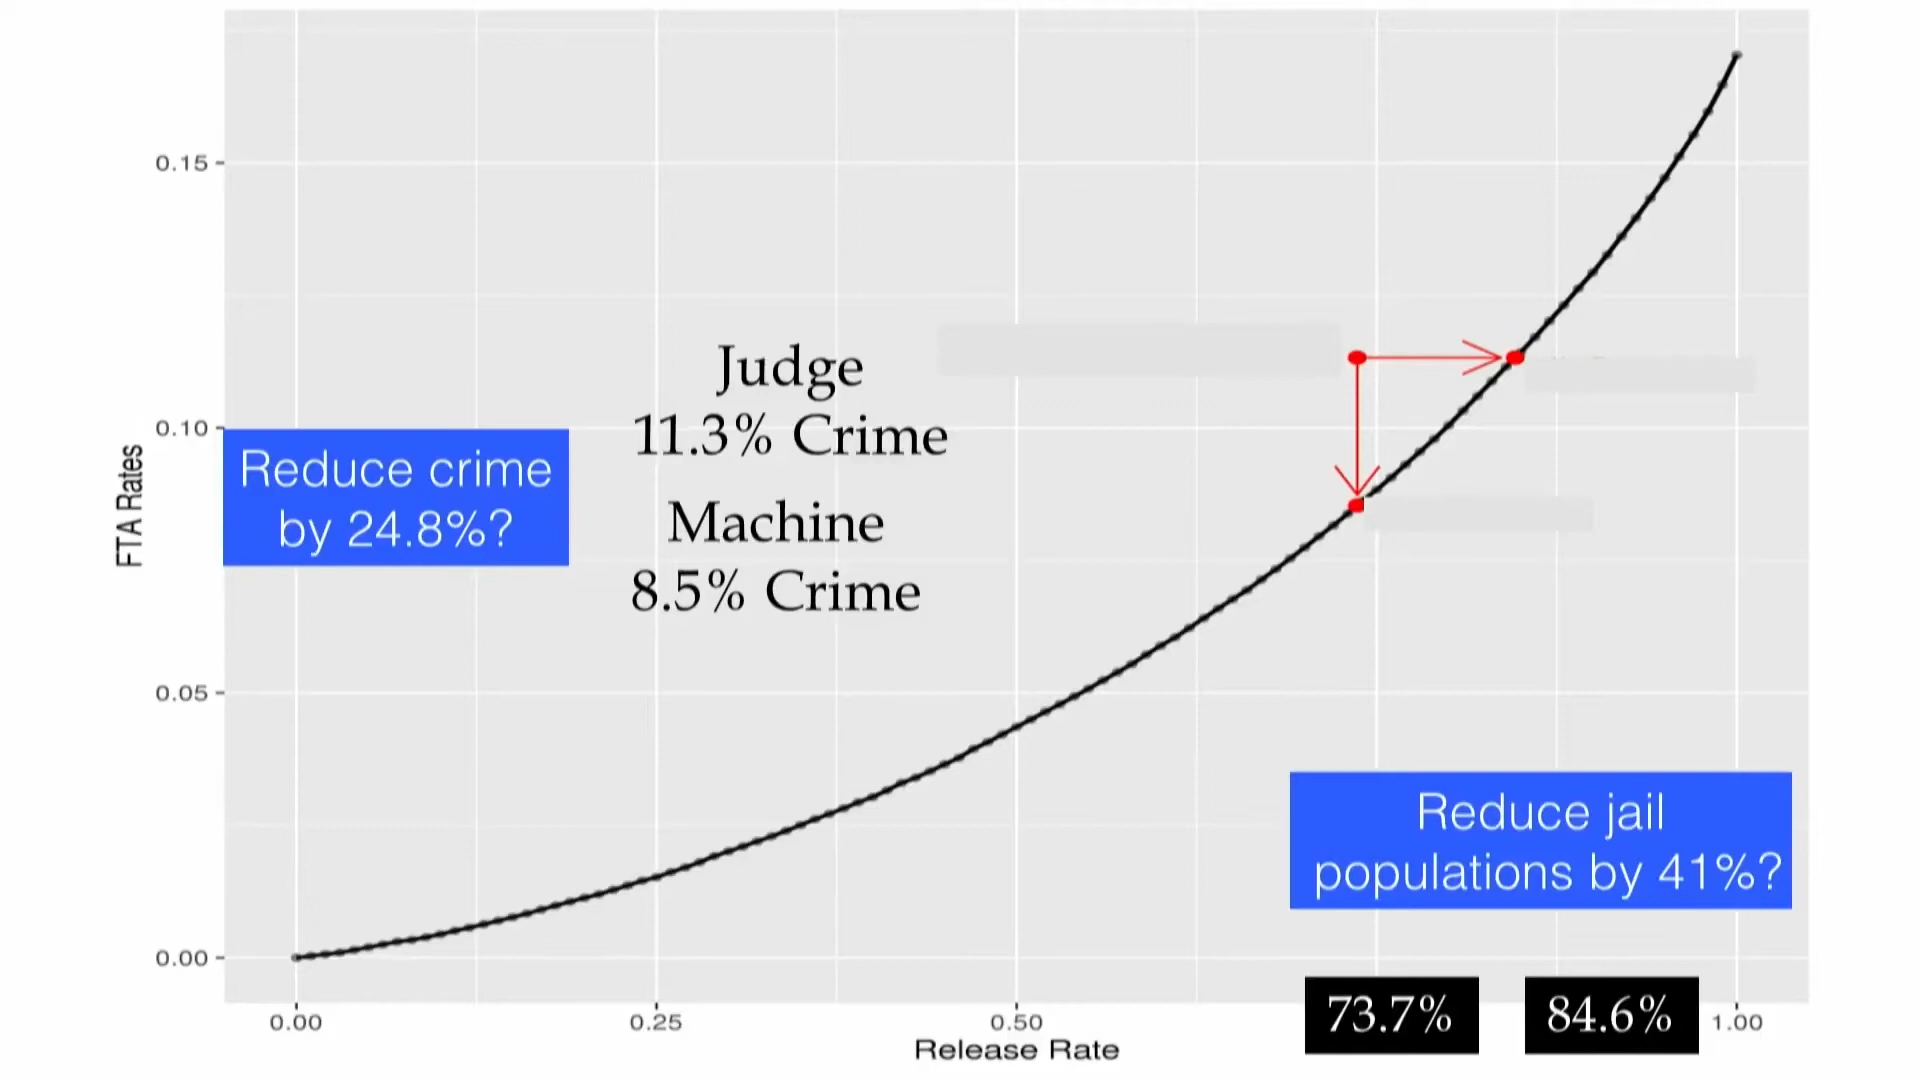 0.15
0.10
0.05
0.00
FTA Rates
Judge
11.3% Crime
Machine
8.5% Crime
Reduce crime
by 24.8%?
Reduce jail
populations by 41%?
73.7%
84.6%
0.00
0.25
0.50
1.00
Release Rate